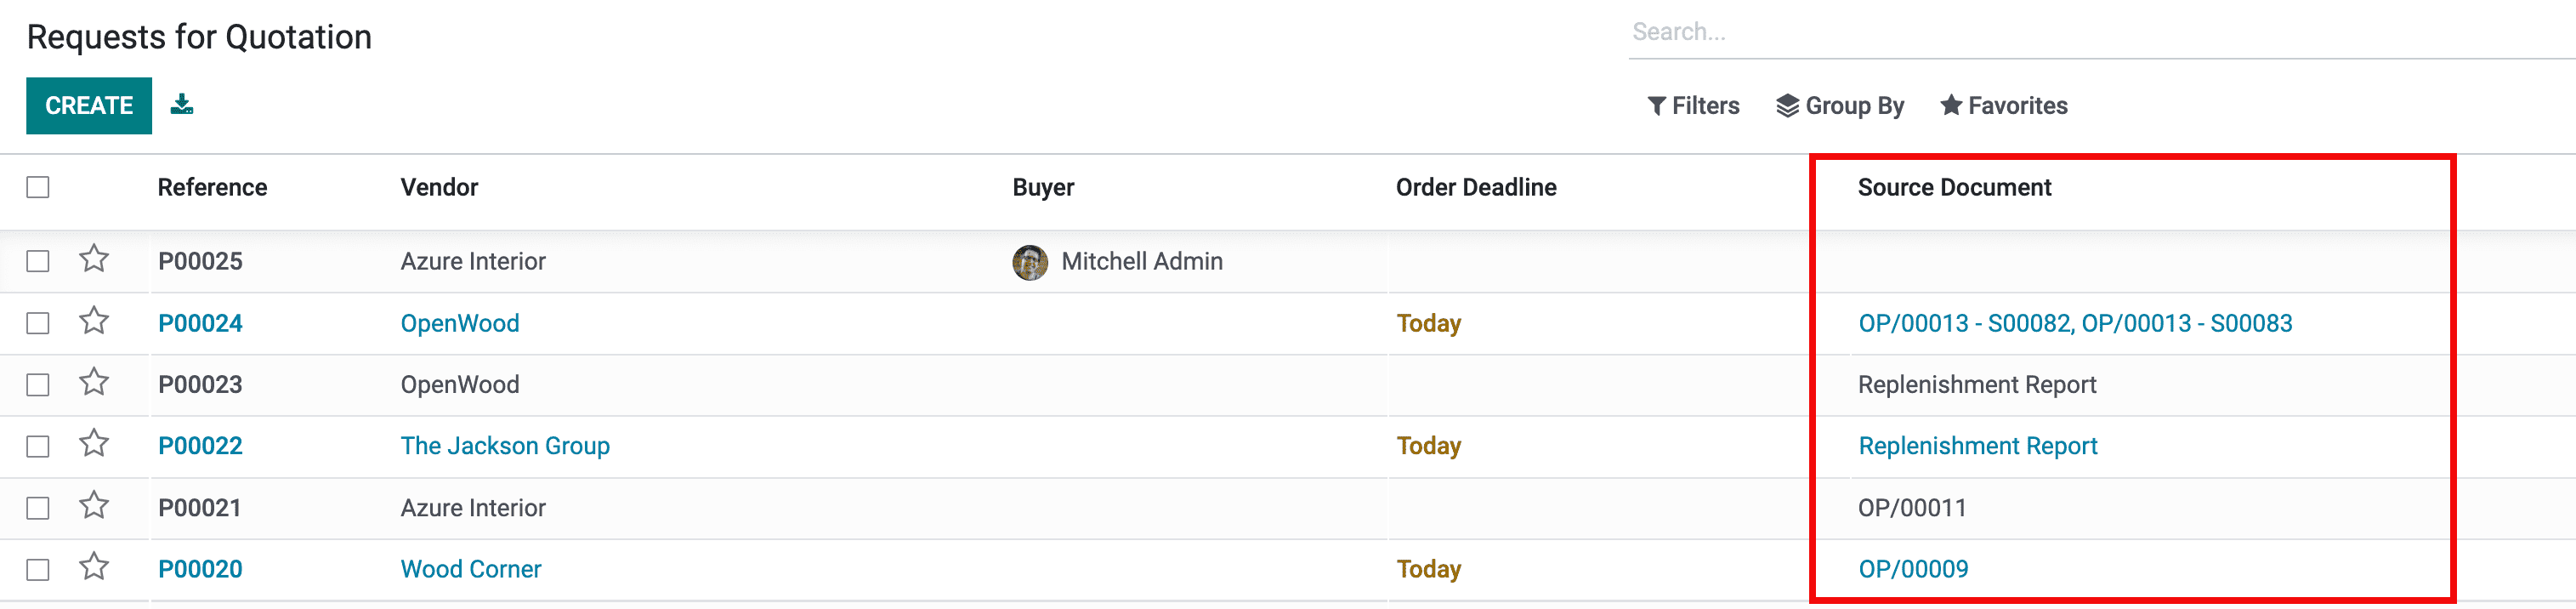 Requests for Quotation
Search...
CREATE
Filters Group By Favorites
Reference Vendor Buyer Order Deadline Source Document
P00025 Azure Interior Mitchell Admin
P00024 OpenWood Today OP/00013 - S00082, OP/00013 - S00083
P00023 OpenWood Replenishment Report
P00022 The Jackson Group Today Replenishment Report
P00021 Azure Interior OP/00011
P00020 Wood Corner Today OP/00009